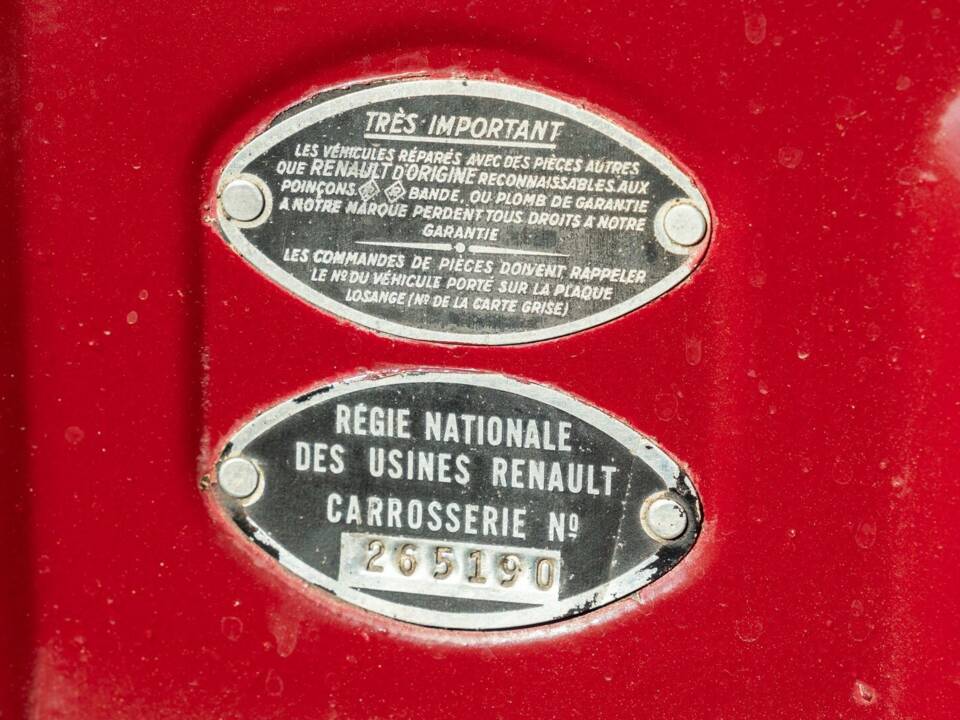 TRÈS IMPORTANT
LES VÉHICULES RÉPARÉS AVEC DES PIÈCES AUTRES
QUE RENAULT D'ORIGINE RECONNAISSABLES AUX
POINÇONS BANDE, OU PLOMB DE GARANTIE
A NOTRE MARQUE PERDENT TOUS DROITS A NOTRE
GARANTIE
LES COMMANDES DE PIÈCES DOIVENT RAPPELER
LE Nº DU VÉHICULE PORTÉ SUR LA PLAQUE
LOSANGE (Nº DE LA CARTE GRISE)
RÉGIE NATIONALE
DES USINES RENAULT
CARROSSERIE Nº
265190